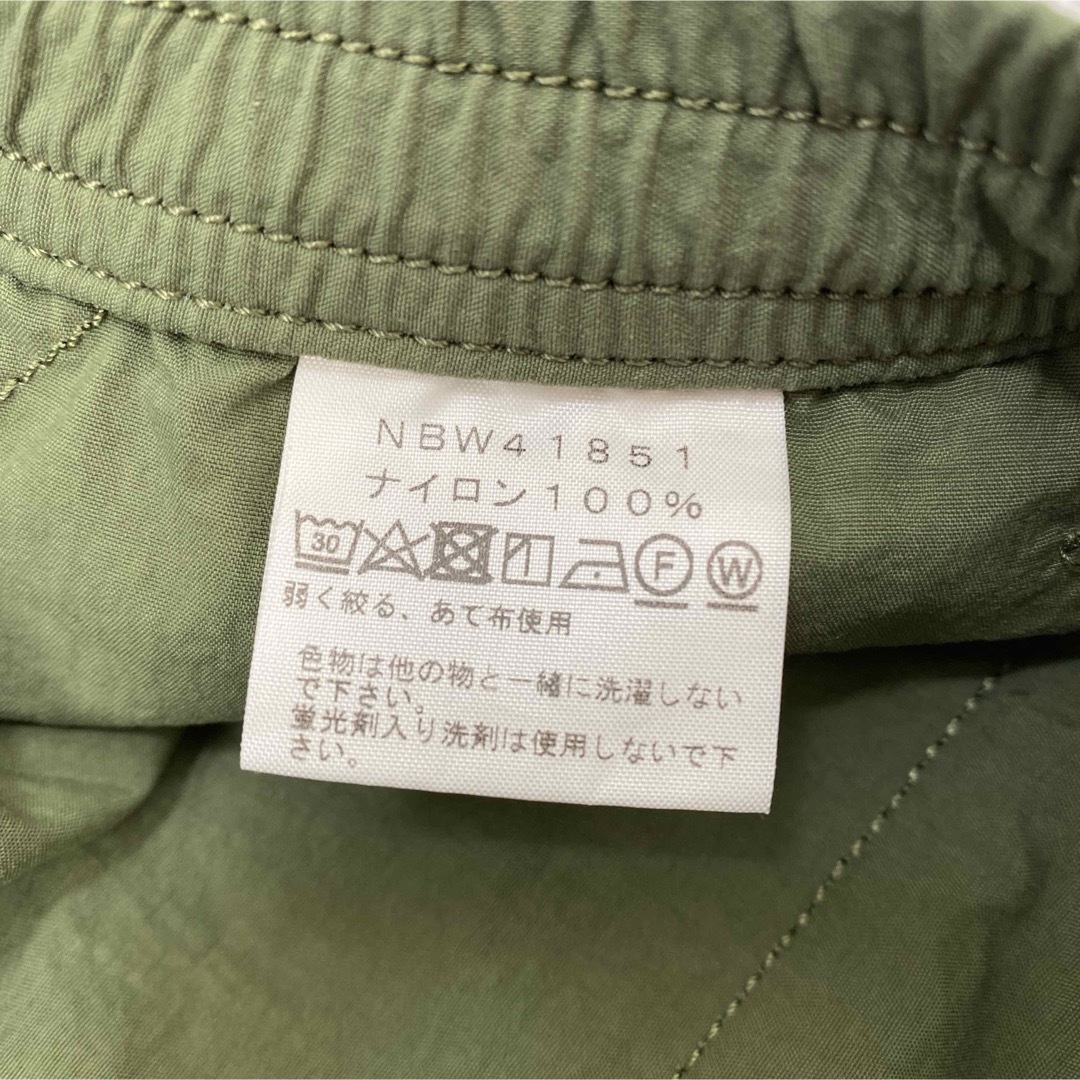 NBW41851
ナイロン100%
30 F W
弱く絞る、あて布使用
色物は他の物と一緒に洗濯しない
で下さい。
蛍光剤入り洗剤は使用しないで下
さい。